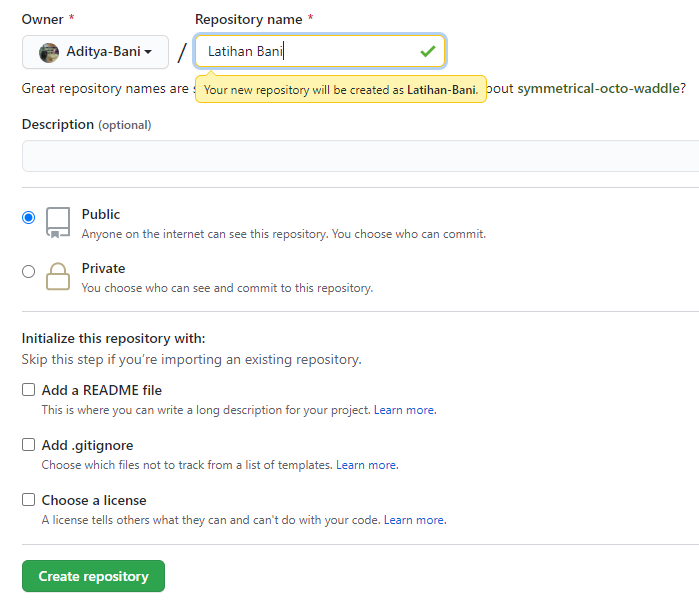 Owner * Repository name *
Aditya-Bani / Latihan Bani
Great repository names are bout symmetrical-octo-waddle?
Your new repository will be created as Latihan-Bani.
Description (optional)
Public
Anyone on the internet can see this repository. You choose who can commit.
Private
You choose who can see and commit to this repository.
Initialize this repository with:
Skip this step if you're importing an existing repository.
Add a README file
This is where you can write a long description for your project. Learn more.
Add .gitignore
Choose which files not to track from a list of templates. Learn more.
Choose a license
A license tells others what they can and can't do with your code. Learn more.
Create repository